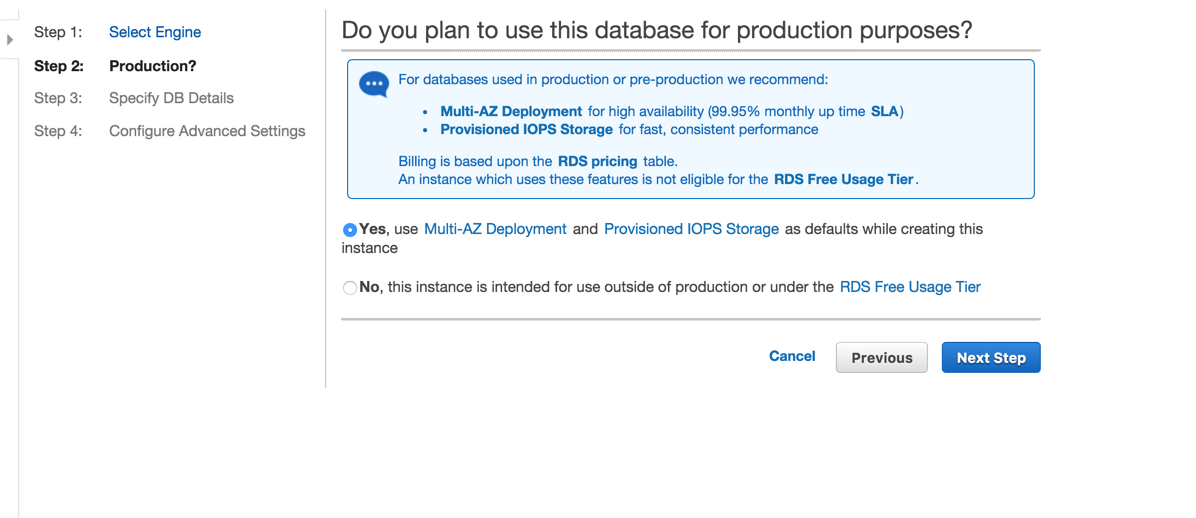 Step 1: Select Engine
Step 2: Production?
Step 3: Specify DB Details
Step 4: Configure Advanced Settings
Do you plan to use this database for production purposes?
For databases used in production or pre-production we recommend:
• Multi-AZ Deployment for high availability (99.95% monthly up time SLA)
• Provisioned IOPS Storage for fast, consistent performance
Billing is based upon the RDS pricing table.
An instance which uses these features is not eligible for the RDS Free Usage Tier.
Yes, use Multi-AZ Deployment and Provisioned IOPS Storage as defaults while creating this
instance
No, this instance is intended for use outside of production or under the RDS Free Usage Tier
Cancel Previous Next Step